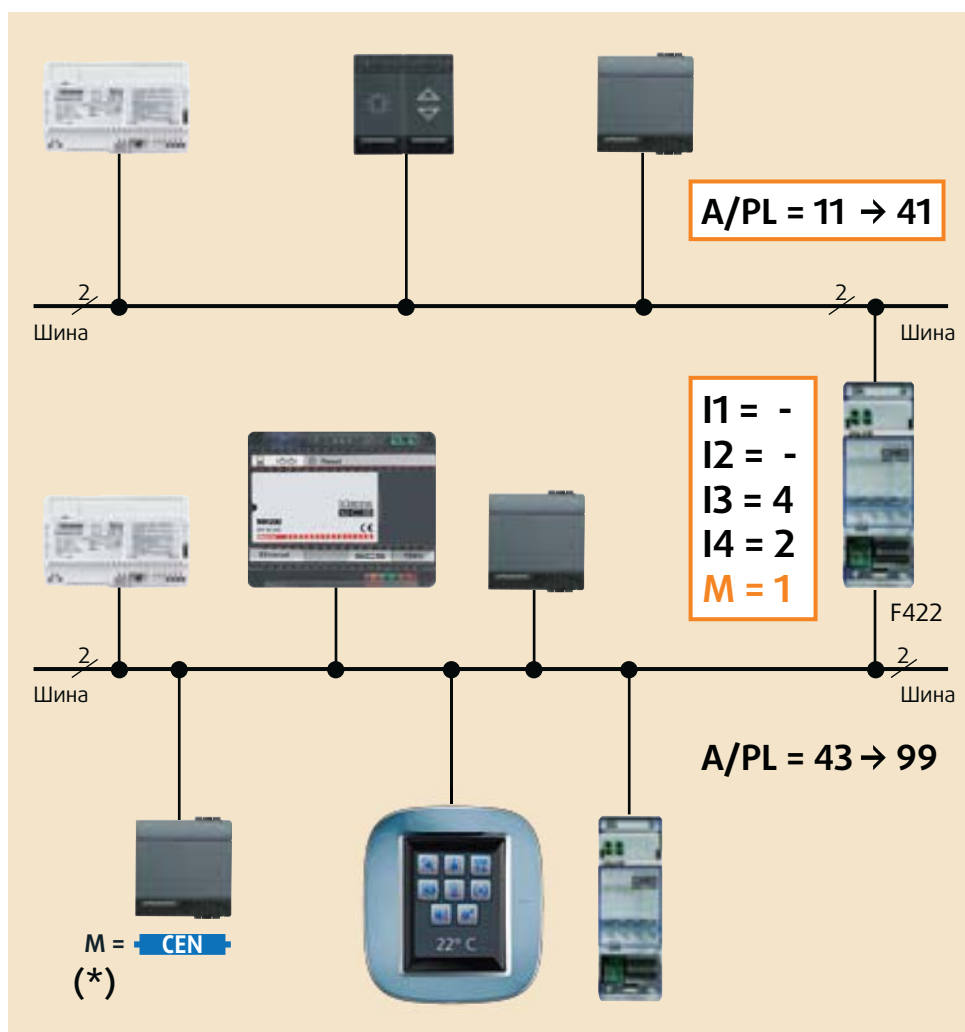 A/PL = 11 → 41
2
2
Шина
Шина
I1 = -
I2 = -
I3 = 4
I4 = 2
M = 1
F422
2
2
Шина
Шина
A/PL = 43 → 99
22° C
M = CEN
(*)